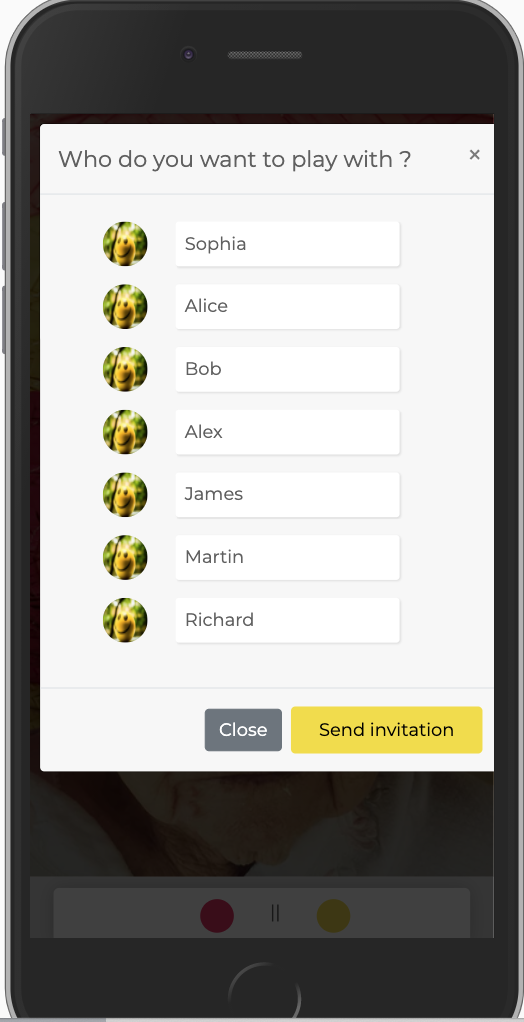 Who do you want to play with ?
×
Sophia
Alice
Bob
Alex
James
Martin
Richard
Close
Send invitation